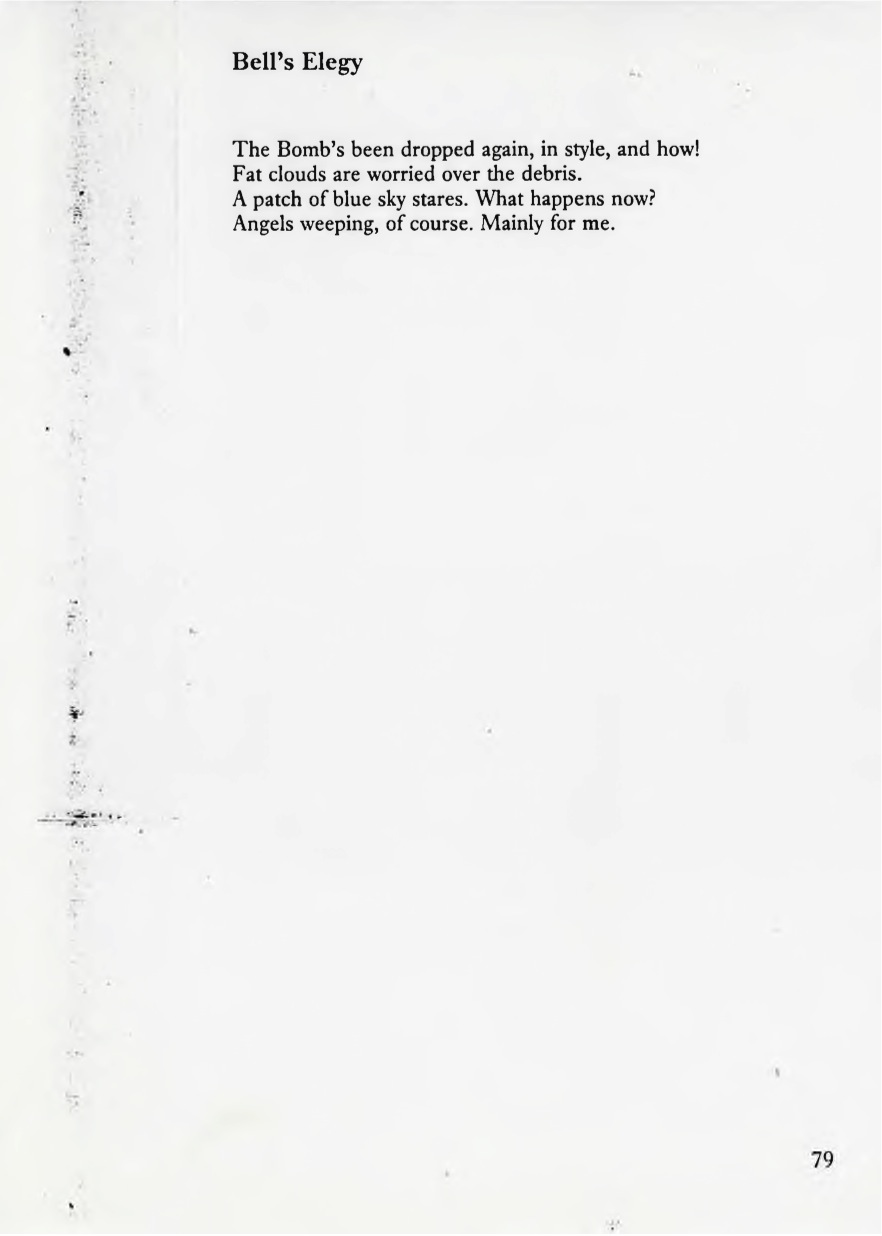 Bell's Elegy
The Bomb's been dropped again, in style, and how!
Fat clouds are worried over the debris.
A patch of blue sky stares. What happens now?
Angels weeping, of course. Mainly for me.
79